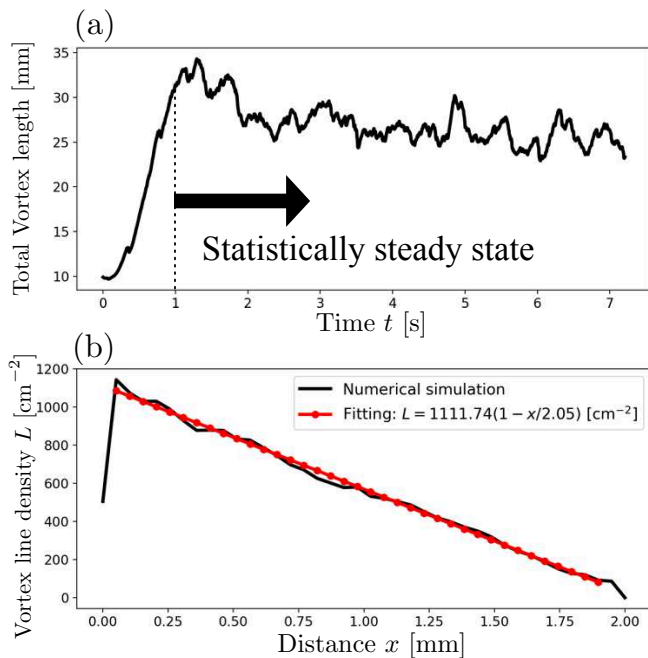 (a)
35
30
25
20
15
10
Total Vortex length [mm]
Statistically steady state
0 1 2 3 4 5 6 7
Time t [s]
(b)
1200
1000
800
600
400
200
0
Vortex line density L [cm⁻²]
Numerical simulation
Fitting: L = 1111.74(1 − x/2.05) [cm⁻²]
0.00 0.25 0.50 0.75 1.00 1.25 1.50 1.75 2.00
Distance x [mm]